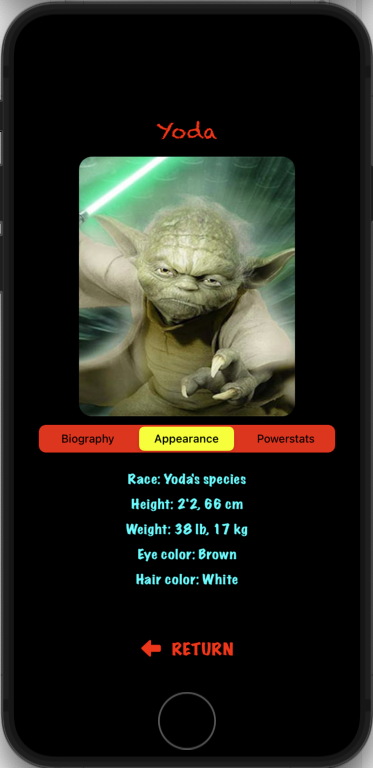 Yoda
Biography Appearance Powerstats
Race: Yoda's species
Height: 2'2, 66 cm
Weight: 38 lb, 17 kg
Eye color: Brown
Hair color: White
RETURN